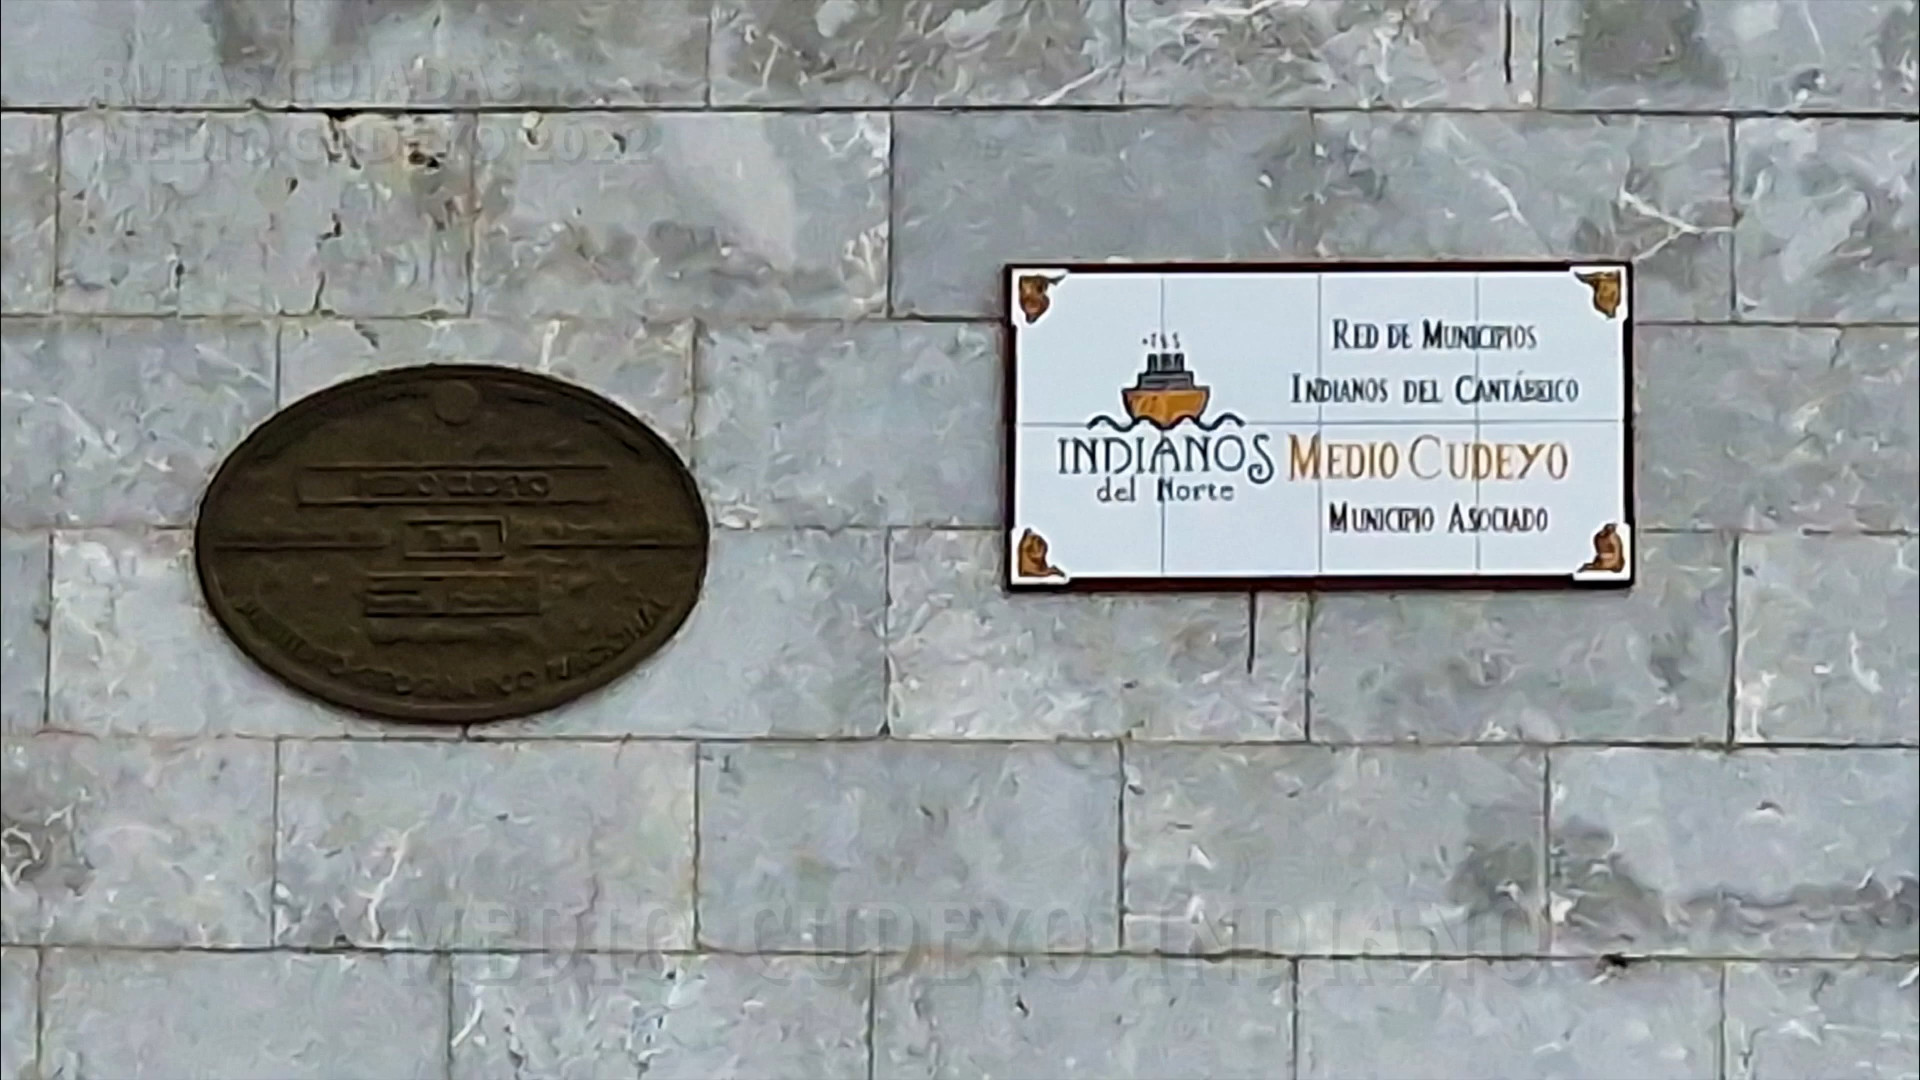 RUTAS GUIADAS
MEDIO CUDEYO 2022
RED DE MUNICIPIOS
INDIANOS DEL CANTÁBRICO
INDIANOS
del Norte
MEDIO CUDEYO
MUNICIPIO ASOCIADO
MEDIO CUDEYO INDIANO